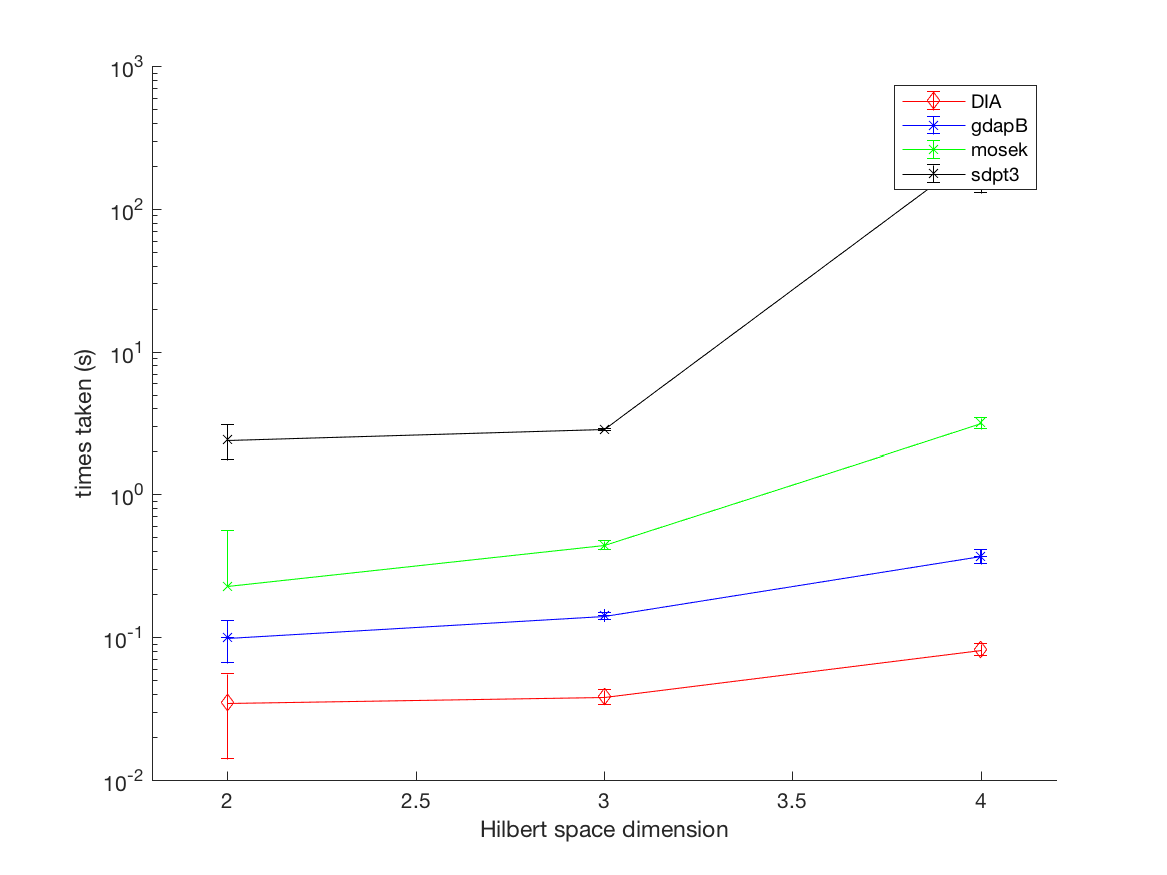 10^3
10^2
10^1
10^0
10^-1
10^-2
times taken (s)
DIA
gdapB
mosek
sdpt3
2
2.5
3
3.5
4
Hilbert space dimension